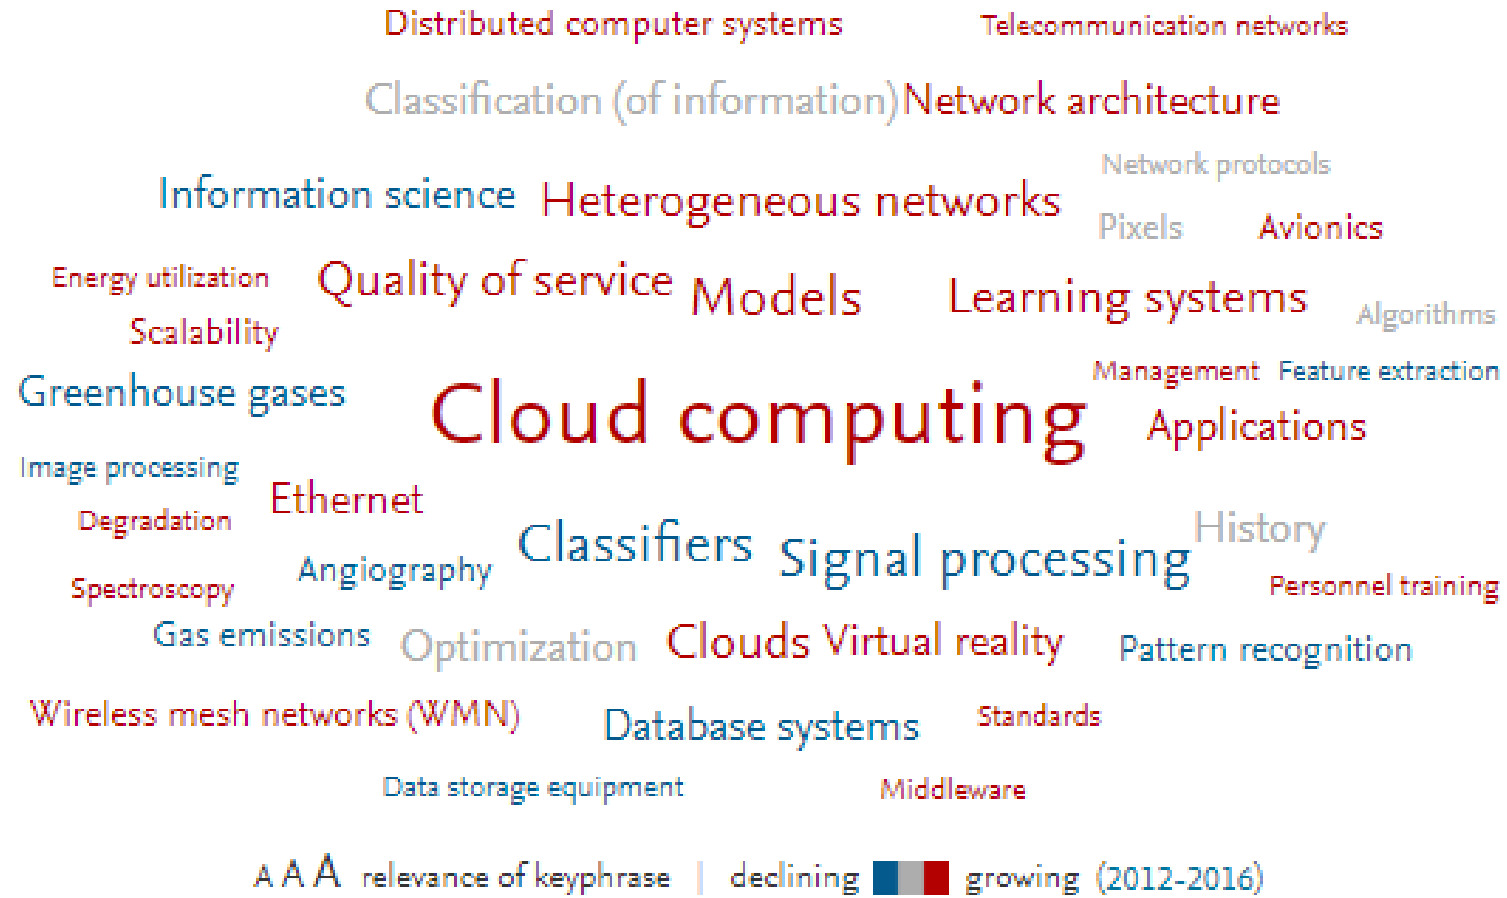 Distributed computer systems Telecommunication networks
Classification (of information) Network architecture
Network protocols
Information science Heterogeneous networks
Pixels Avionics
Energy utilization Quality of service Models Learning systems Algorithms
Scalability
Management Feature extraction
Greenhouse gases Cloud computing Applications
Image processing
Ethernet
Degradation Classifiers Signal processing History
Angiography
Spectroscopy Personnel training
Gas emissions Optimization Clouds Virtual reality Pattern recognition
Wireless mesh networks (WMN) Database systems Standards
Data storage equipment Middleware
A A A relevance of keyphrase | declining growing (2012-2016)